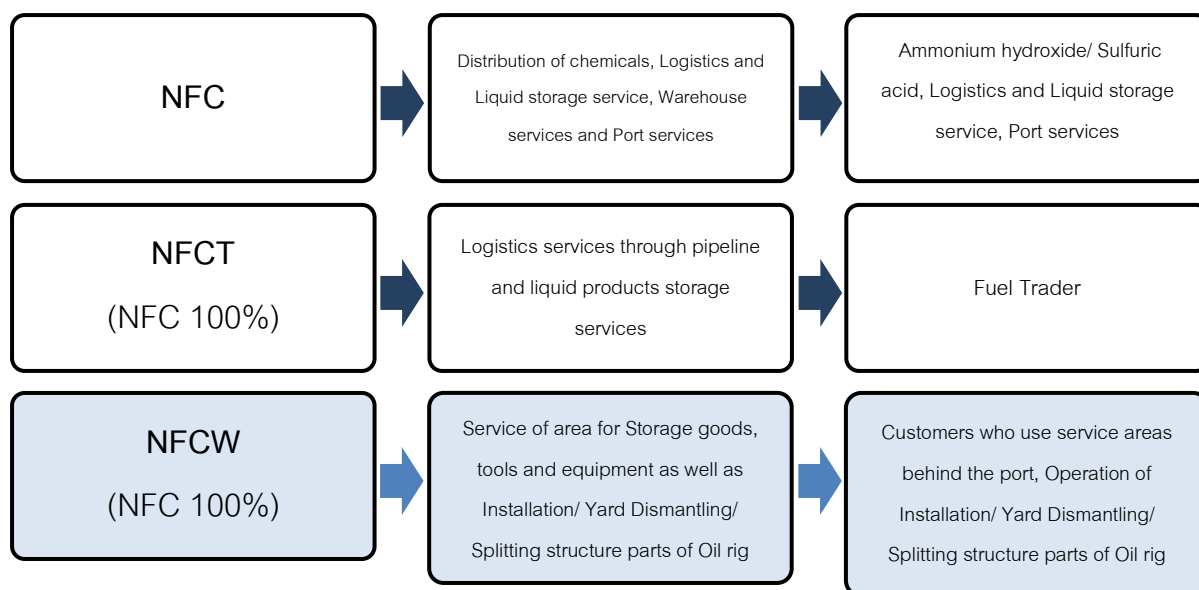 NFC
Distribution of chemicals, Logistics and
Liquid storage service, Warehouse
services and Port services
Ammonium hydroxide/ Sulfuric
acid, Logistics and Liquid storage
service, Port services
NFCT
(NFC 100%)
Logistics services through pipeline
and liquid products storage
services
Fuel Trader
NFCW
(NFC 100%)
Service of area for Storage goods,
tools and equipment as well as
Installation/ Yard Dismantling/
Splitting structure parts of Oil rig
Customers who use service areas
behind the port, Operation of
Installation/ Yard Dismantling/
Splitting structure parts of Oil rig